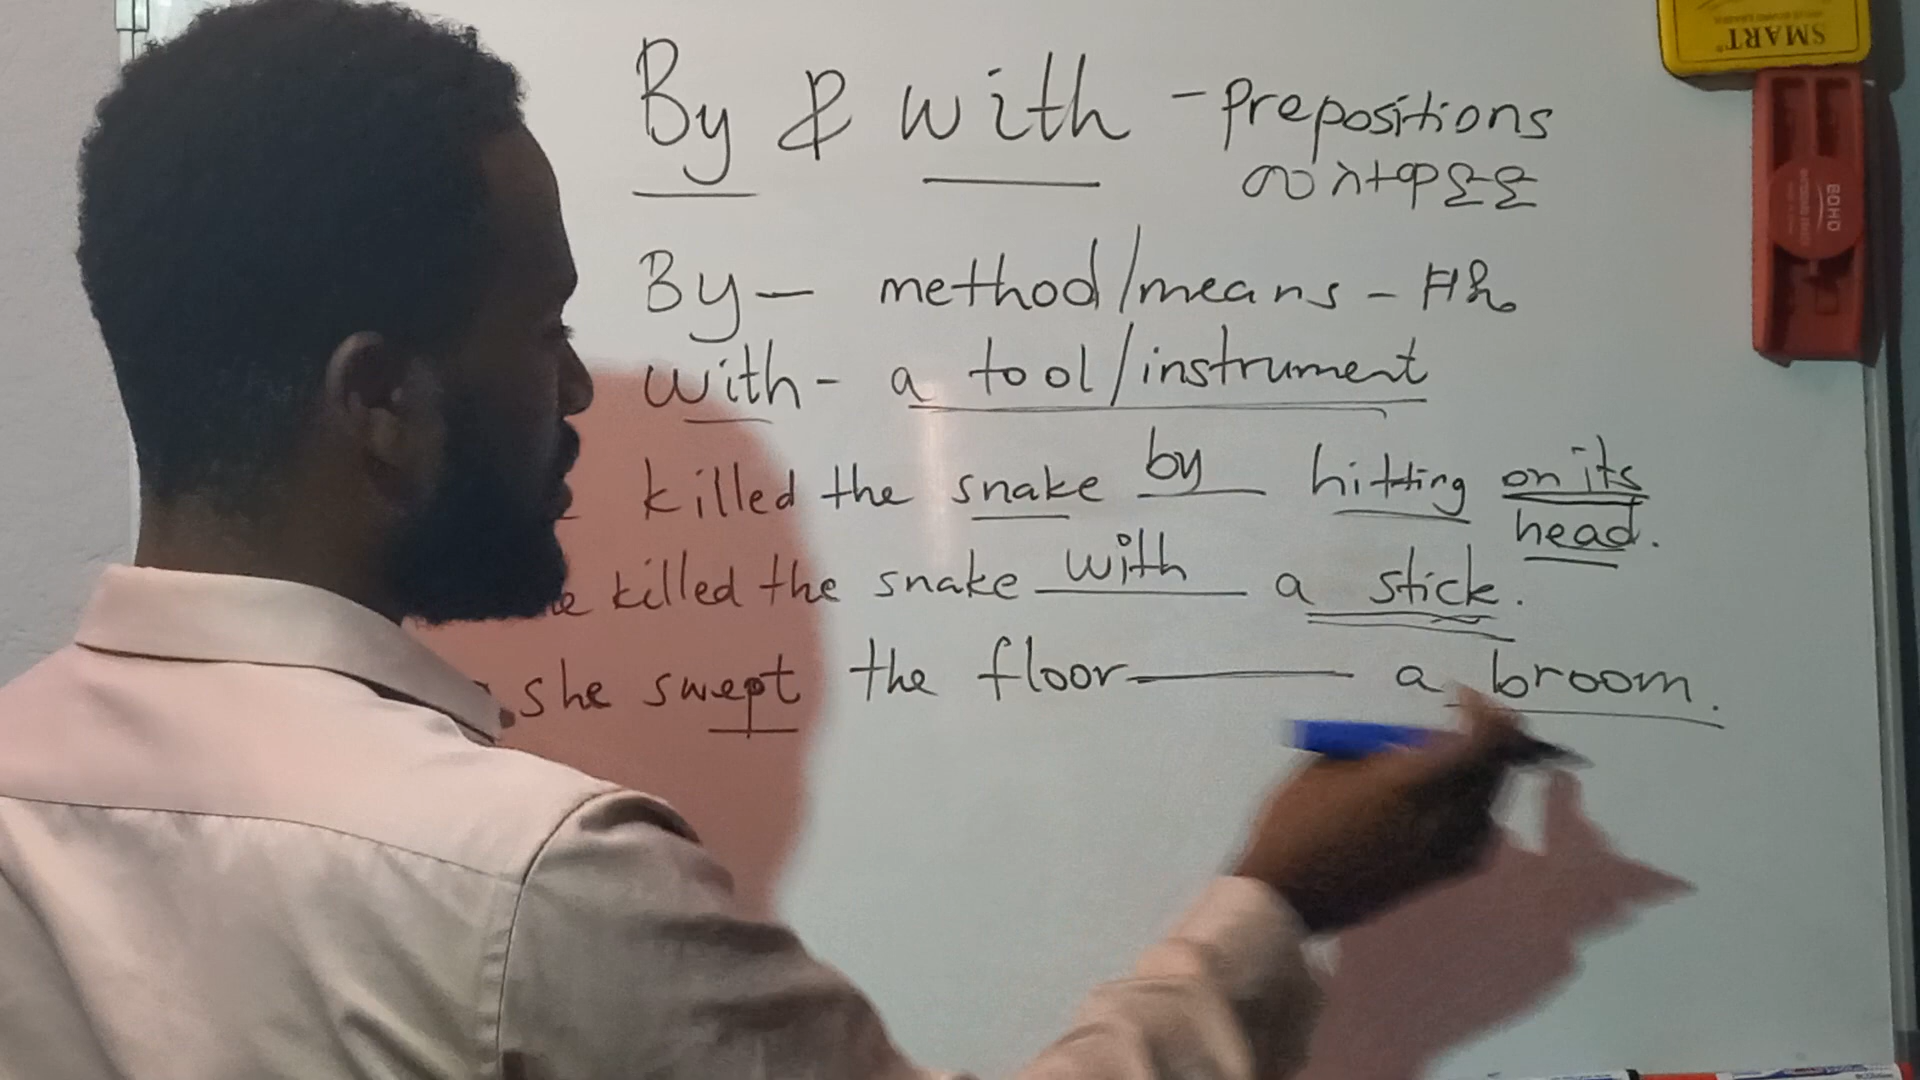 By & with - prepositions
መስተዋድድ
By - method/means - ዘዴ
with - a tool/instrument
killed the snake by hitting on its
head.
killed the snake with a stick.
she swept the floor ______ a broom.
SMART
BOHO